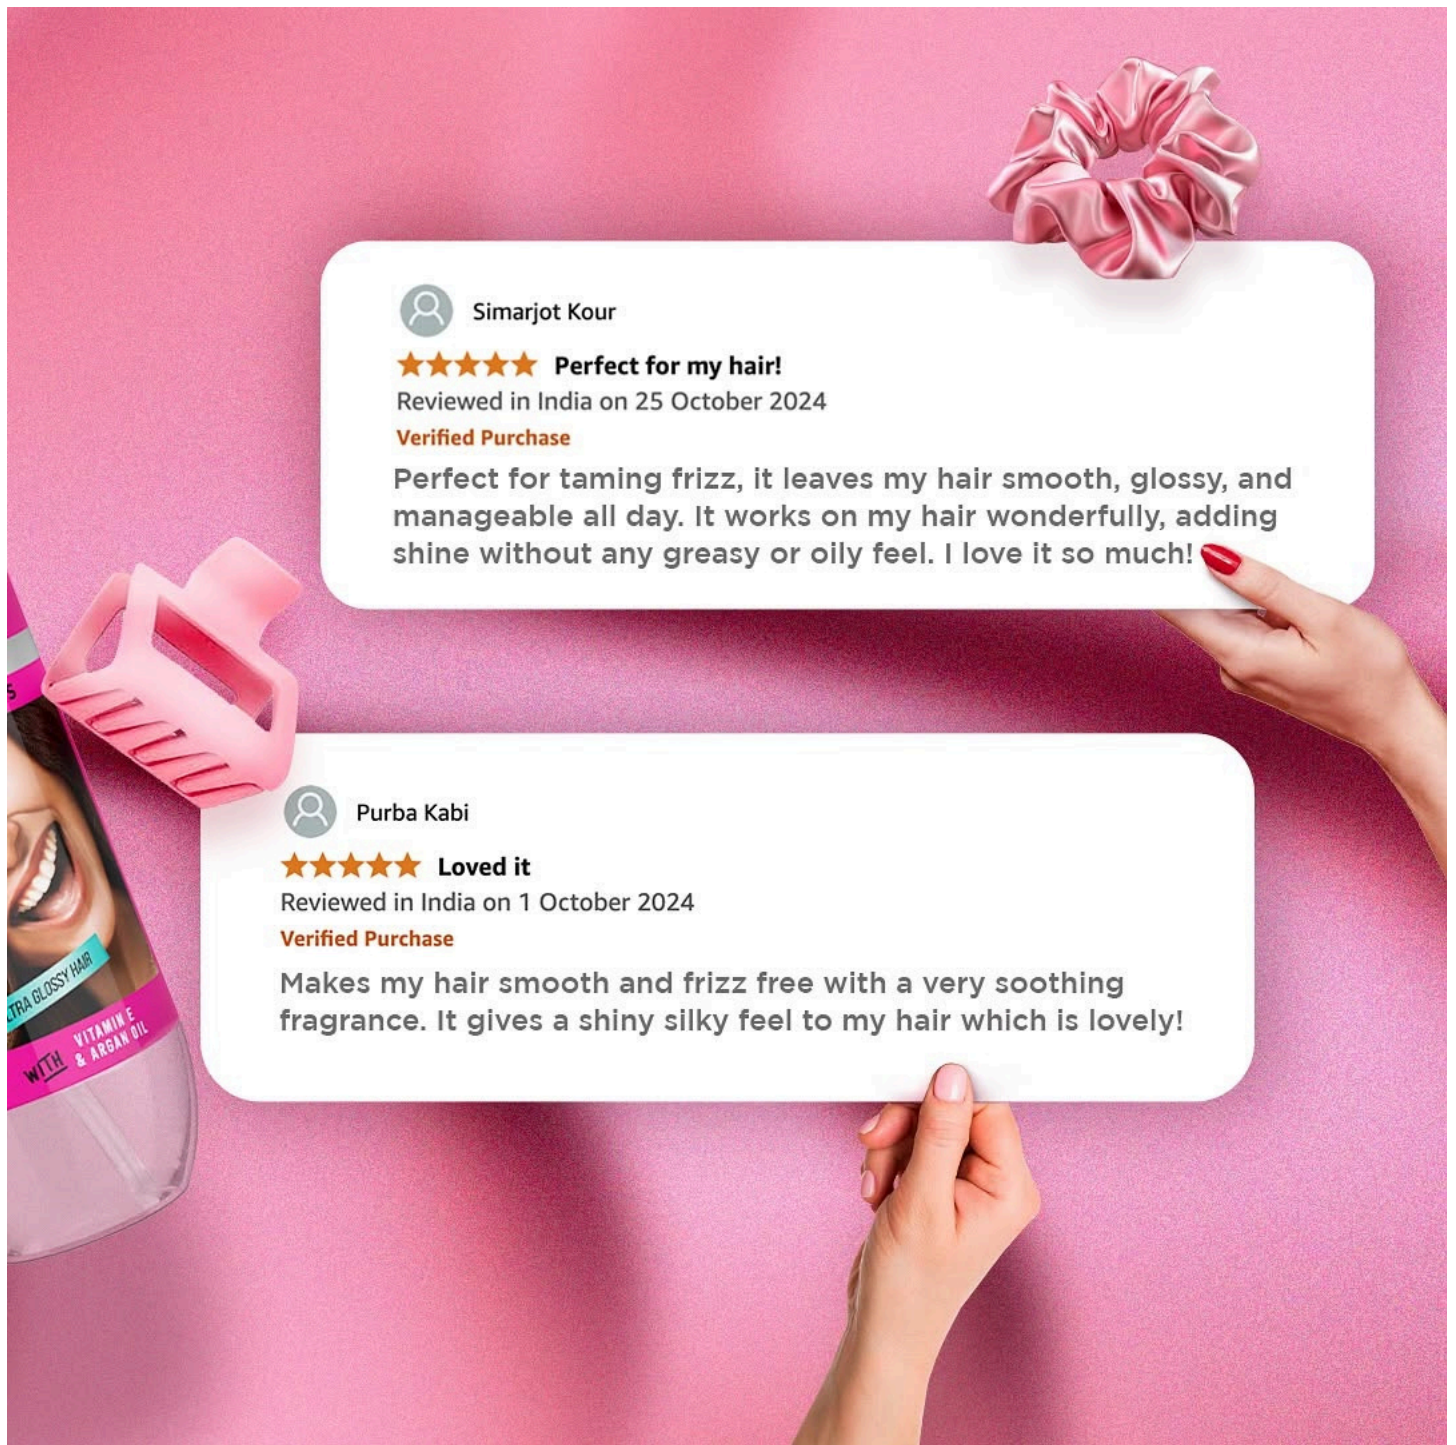 Simarjot Kour
Perfect for my hair!
Reviewed in India on 25 October 2024
Verified Purchase
Perfect for taming frizz, it leaves my hair smooth, glossy, and
manageable all day. It works on my hair wonderfully, adding
shine without any greasy or oily feel. I love it so much!
Purba Kabi
Loved it
Reviewed in India on 1 October 2024
Verified Purchase
Makes my hair smooth and frizz free with a very soothing
fragrance. It gives a shiny silky feel to my hair which is lovely!
GLOSSY HAIR
WITH
VITAMIN E
& ARGAN OIL